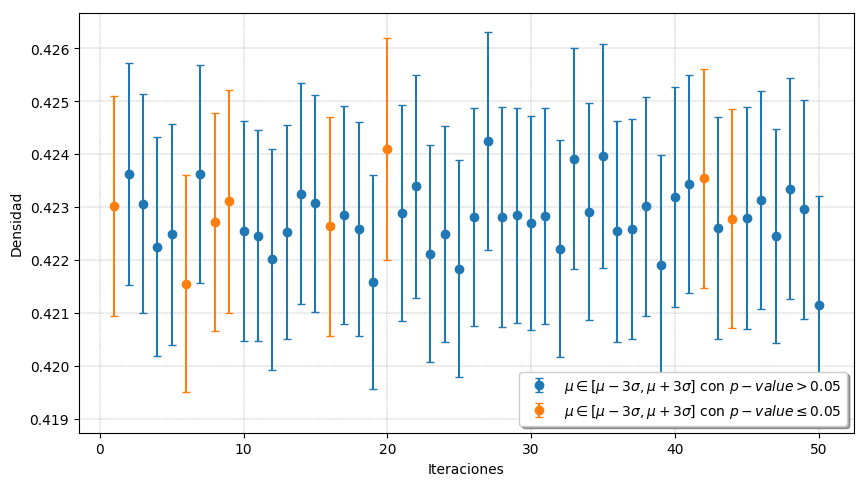 0.426
0.425
0.424
0.423
0.422
0.421
0.420
0.419
Densidad
0 10 20 30 40 50
Iteraciones
μ ∈ [μ − 3σ, μ + 3σ] con p − value > 0.05
μ ∈ [μ − 3σ, μ + 3σ] con p − value ≤ 0.05